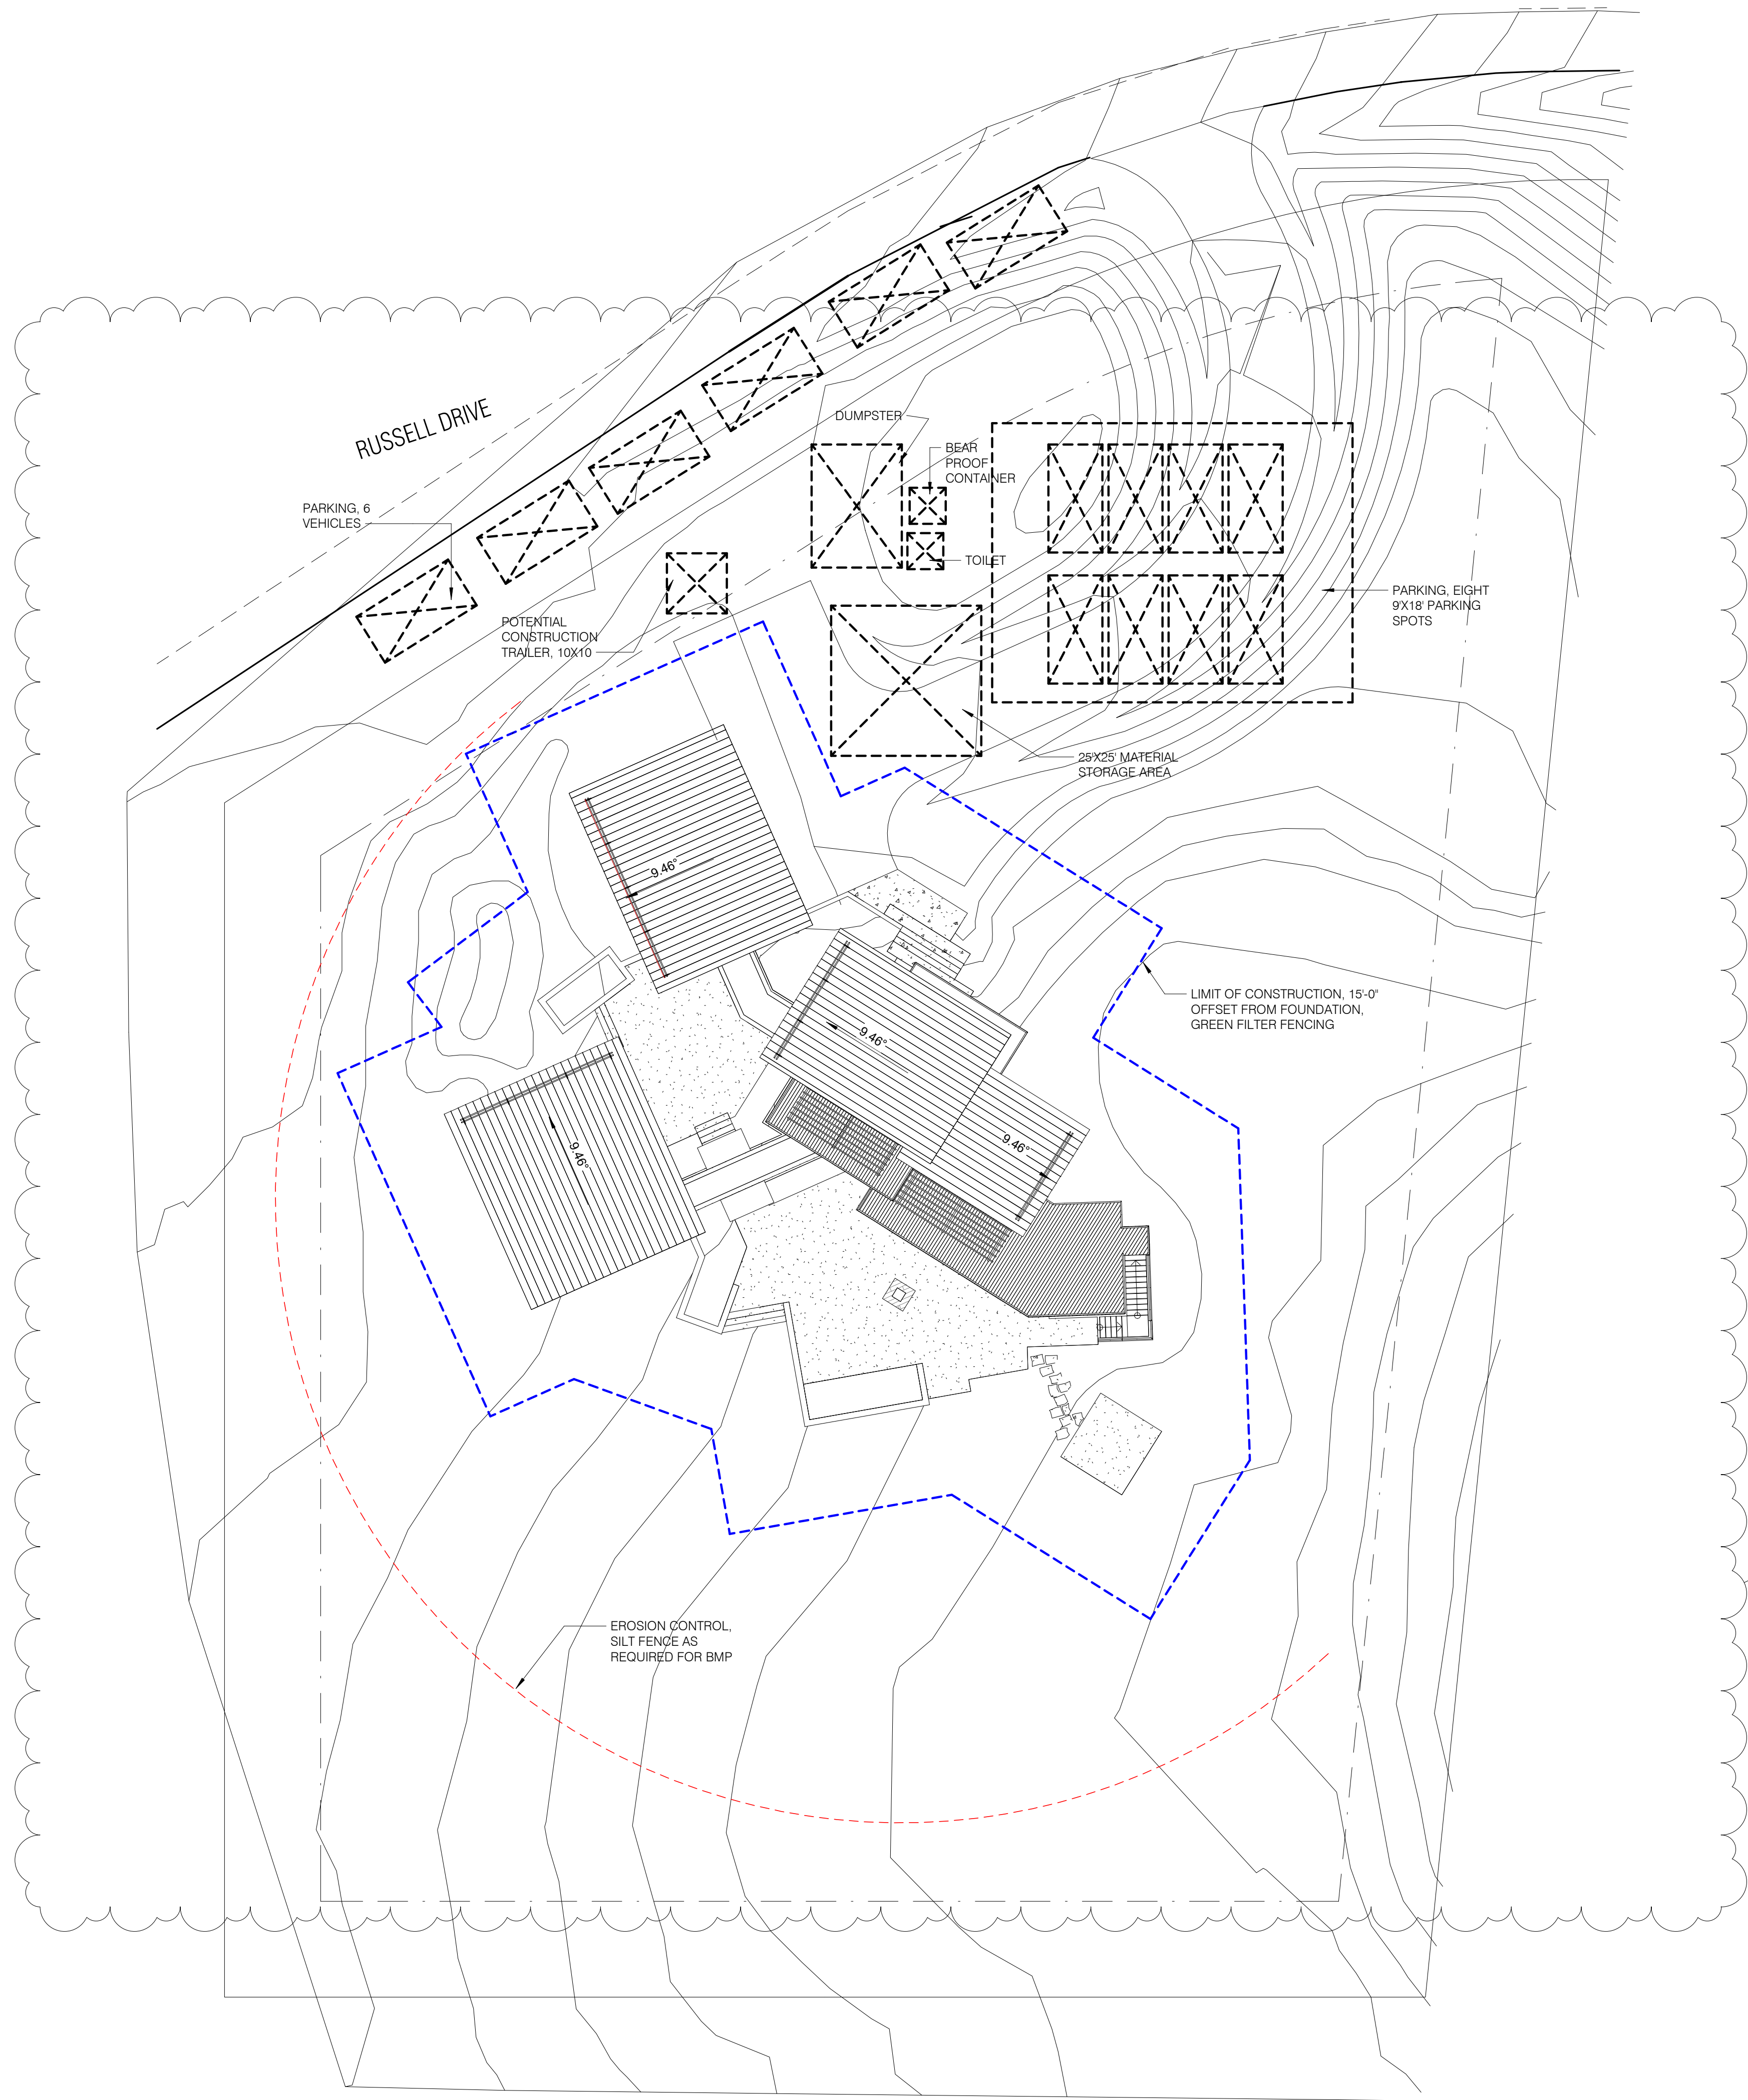 RUSSELL DRIVE
DUMPSTER
BEAR
PROOF
CONTAINER
PARKING, 6
VEHICLES
TOILET
PARKING, EIGHT
9'X18' PARKING
SPOTS
POTENTIAL
CONSTRUCTION
TRAILER, 10X10
25'X25' MATERIAL
STORAGE AREA
9.46°
LIMIT OF CONSTRUCTION, 15'-0"
OFFSET FROM FOUNDATION,
GREEN FILTER FENCING
9.46°
9.46°
9.46°
EROSION CONTROL,
SILT FENCE AS
REQUIRED FOR BMP